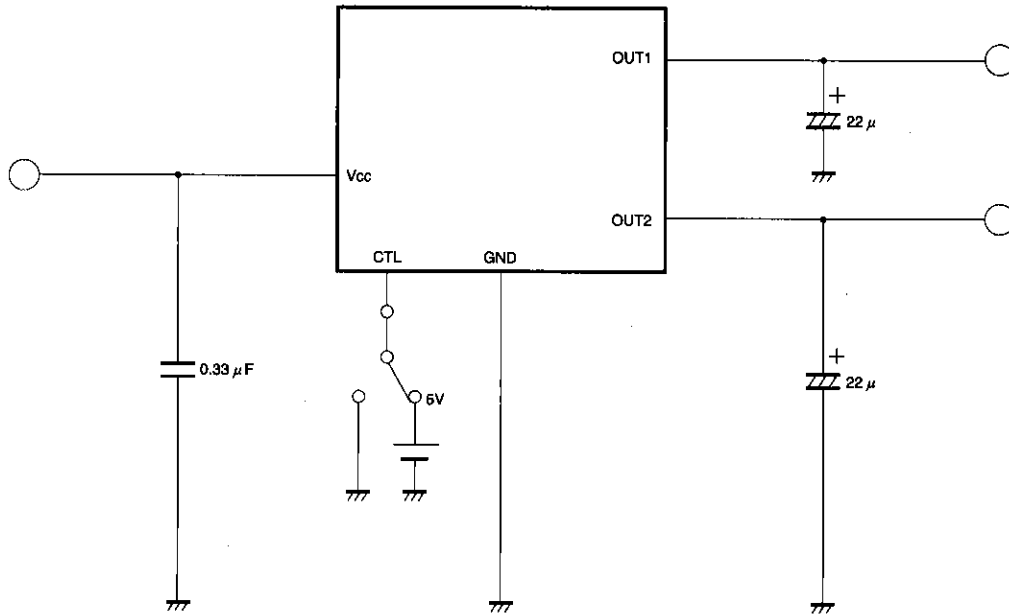 OUT1
+
22 μ
Vcc
OUT2
CTL
GND
+
0.33 μF
22 μ
5V